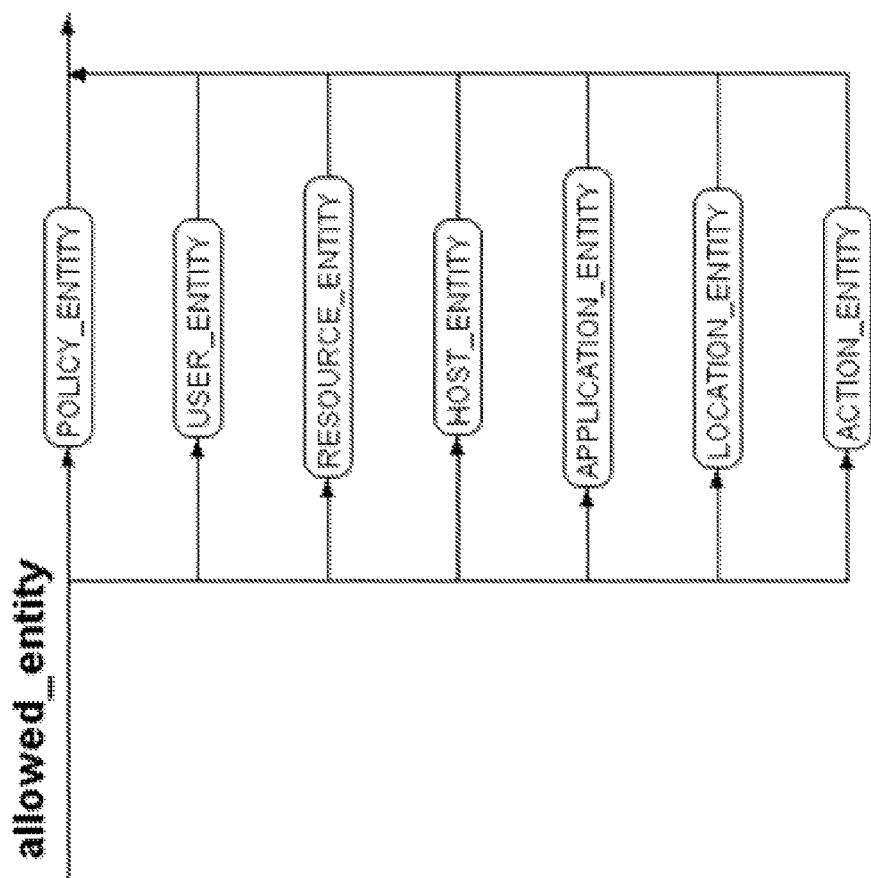 allowed_entity
POLICY_ENTITY
USER_ENTITY
RESOURCE_ENTITY
HOST_ENTITY
APPLICATION_ENTITY
LOCATION_ENTITY
ACTION_ENTITY